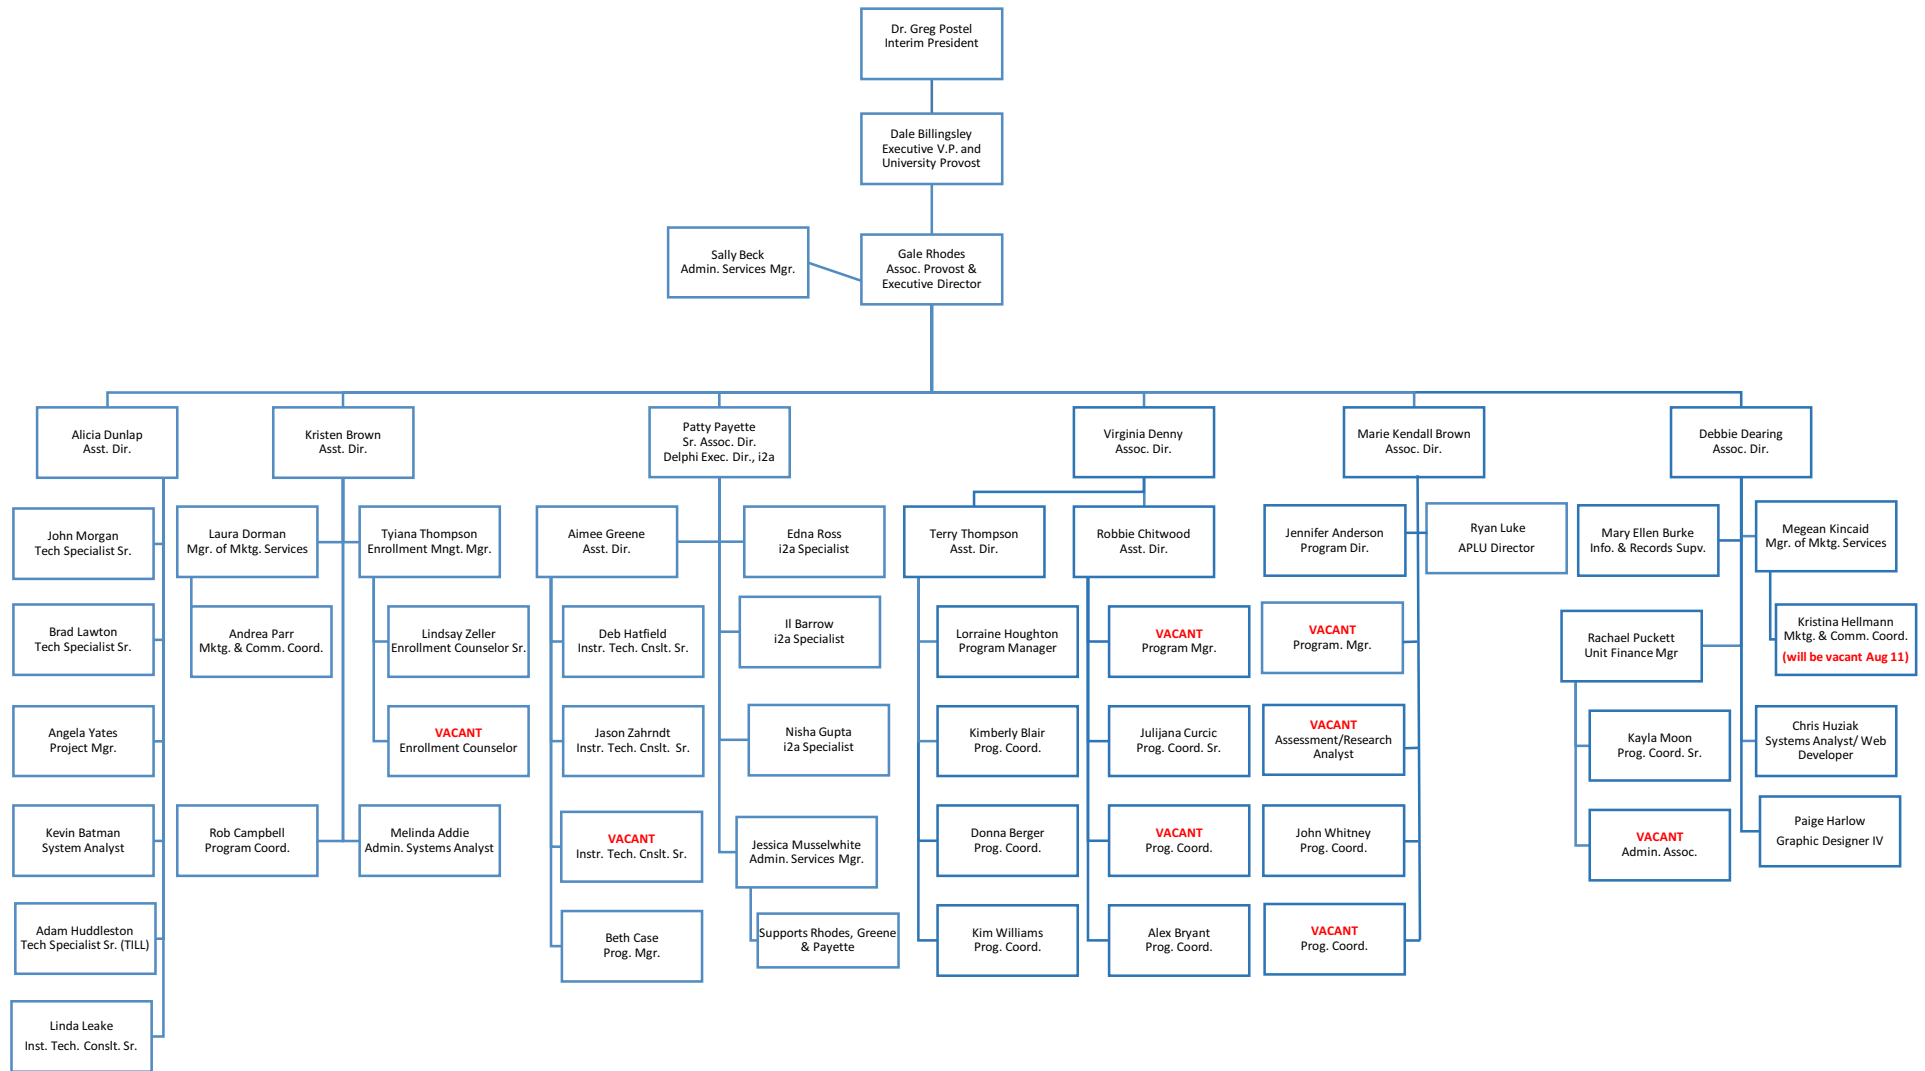 Dr. Greg Postel
Interim President
Dale Billingsley
Executive V.P. and
University Provost
Sally Beck
Admin. Services Mgr.
Gale Rhodes
Assoc. Provost &
Executive Director
Alicia Dunlap
Asst. Dir.
Kristen Brown
Asst. Dir.
Patty Payette
Sr. Assoc. Dir.
Delphi Exec. Dir., i2a
Virginia Denny
Assoc. Dir.
Marie Kendall Brown
Assoc. Dir.
Debbie Dearing
Assoc. Dir.
John Morgan
Tech Specialist Sr.
Brad Lawton
Tech Specialist Sr.
Angela Yates
Project Mgr.
Kevin Batman
System Analyst
Adam Huddleston
Tech Specialist Sr. (TILL)
Linda Leake
Inst. Tech. Conslt. Sr.
Laura Dorman
Mgr. of Mktg. Services
Andrea Parr
Mktg. & Comm. Coord.
Rob Campbell
Program Coord.
Tyiana Thompson
Enrollment Mngt. Mgr.
Lindsay Zeller
Enrollment Counselor Sr.
VACANT
Enrollment Counselor
Melinda Addie
Admin. Systems Analyst
Aimee Greene
Asst. Dir.
Deb Hatfield
Instr. Tech. Cnslt. Sr.
Jason Zahrndt
Instr. Tech. Cnslt. Sr.
VACANT
Instr. Tech. Cnslt. Sr.
Beth Case
Prog. Mgr.
Edna Ross
i2a Specialist
Il Barrow
i2a Specialist
Nisha Gupta
i2a Specialist
Jessica Musselwhite
Admin. Services Mgr.
Supports Rhodes, Greene
& Payette
Terry Thompson
Asst. Dir.
Lorraine Houghton
Program Manager
Kimberly Blair
Prog. Coord.
Donna Berger
Prog. Coord.
Kim Williams
Prog. Coord.
Robbie Chitwood
Asst. Dir.
VACANT
Program Mgr.
Julijana Curcic
Prog. Coord. Sr.
VACANT
Prog. Coord.
Alex Bryant
Prog. Coord.
Jennifer Anderson
Program Dir.
VACANT
Program. Mgr.
VACANT
Assessment/Research
Analyst
John Whitney
Prog. Coord.
VACANT
Prog. Coord.
Ryan Luke
APLU Director
Mary Ellen Burke
Info. & Records Supv.
Rachael Puckett
Unit Finance Mgr
Kayla Moon
Prog. Coord. Sr.
VACANT
Admin. Assoc.
Megean Kincaid
Mgr. of Mktg. Services
Kristina Hellmann
Mktg. & Comm. Coord.
(will be vacant Aug 11)
Chris Huziak
Systems Analyst/ Web
Developer
Paige Harlow
Graphic Designer IV